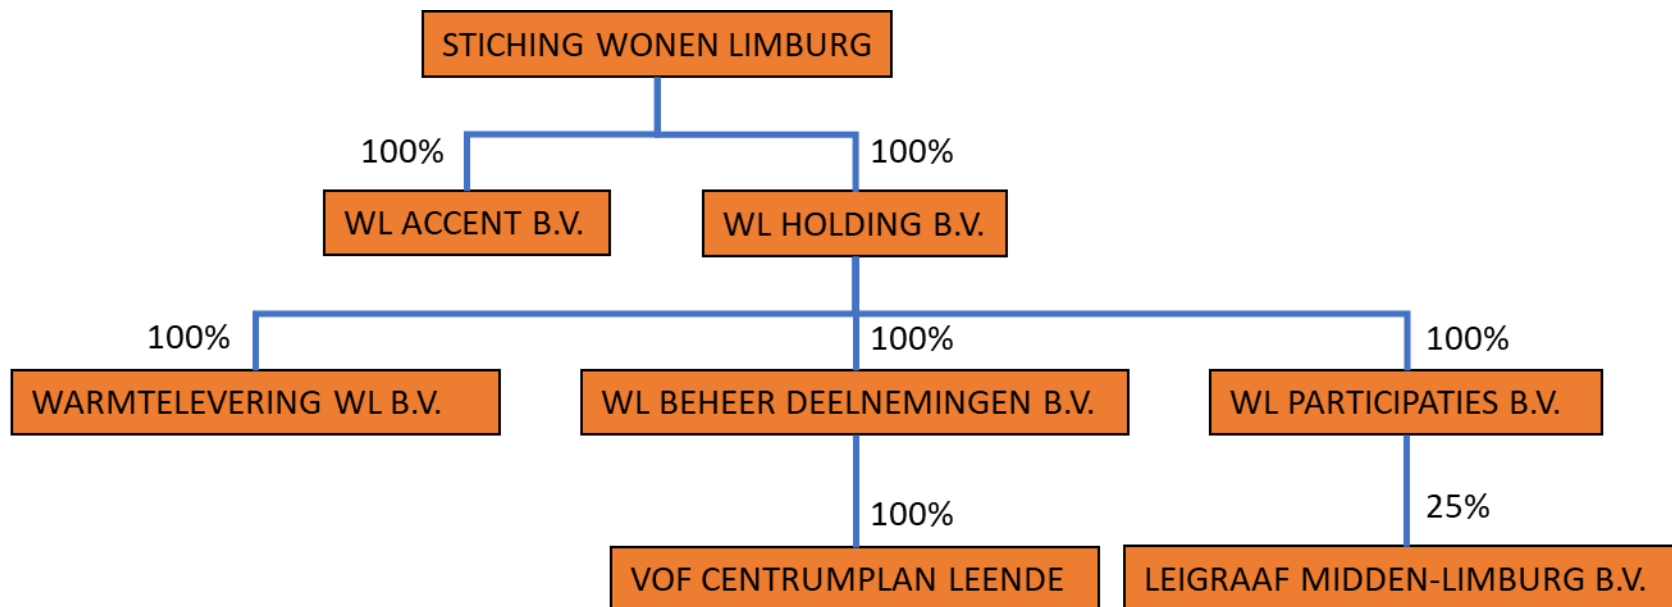 STICHING WONEN LIMBURG
100%
100%
WL ACCENT B.V.
WL HOLDING B.V.
100%
100%
100%
WARMTELEVERING WL B.V.
WL BEHEER DEELNEMINGEN B.V.
WL PARTICIPATIES B.V.
100%
25%
VOF CENTRUMPLAN LEENDE
LEIGRAAF MIDDEN-LIMBURG B.V.